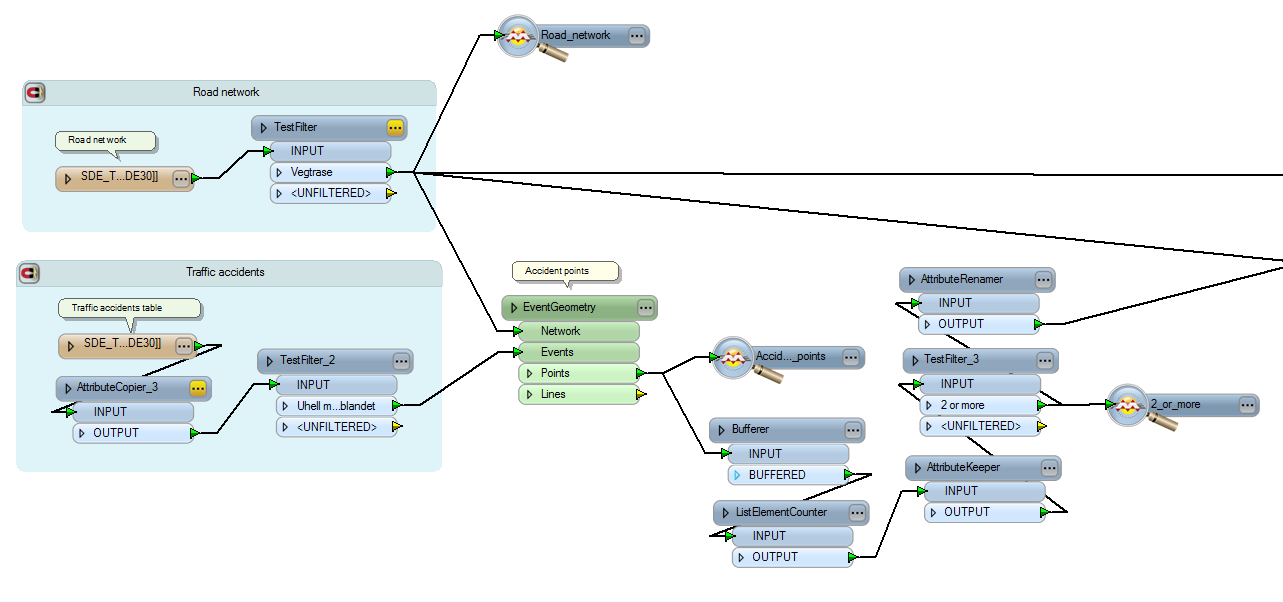 Road_network
Road network
Road network
SDE_T...DE30]]
TestFilter
INPUT
Vegtrase
<UNFILTERED>
Traffic accidents
Traffic accidents table
SDE_T...DE30]]
AttributeCopier_3
INPUT
OUTPUT
TestFilter_2
INPUT
Uhell m...blandet
<UNFILTERED>
Accident points
EventGeometry
Network
Events
Points
Lines
Accid..._points
Bufferer
INPUT
BUFFERED
ListElementCounter
INPUT
OUTPUT
AttributeRenamer
INPUT
OUTPUT
TestFilter_3
INPUT
2 or more
<UNFILTERED>
2_or_more
AttributeKeeper
INPUT
OUTPUT